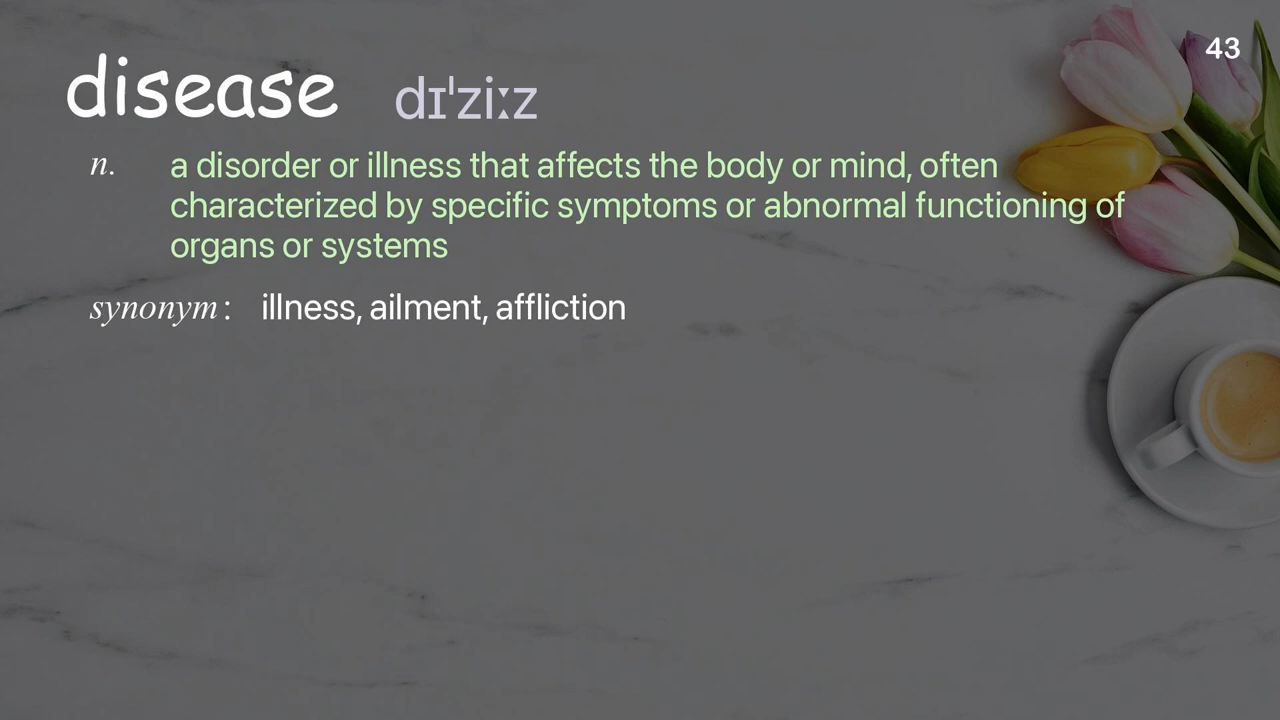 43
disease dɪˈziːz
n. a disorder or illness that affects the body or mind, often
characterized by specific symptoms or abnormal functioning of
organs or systems
synonym: illness, ailment, affliction